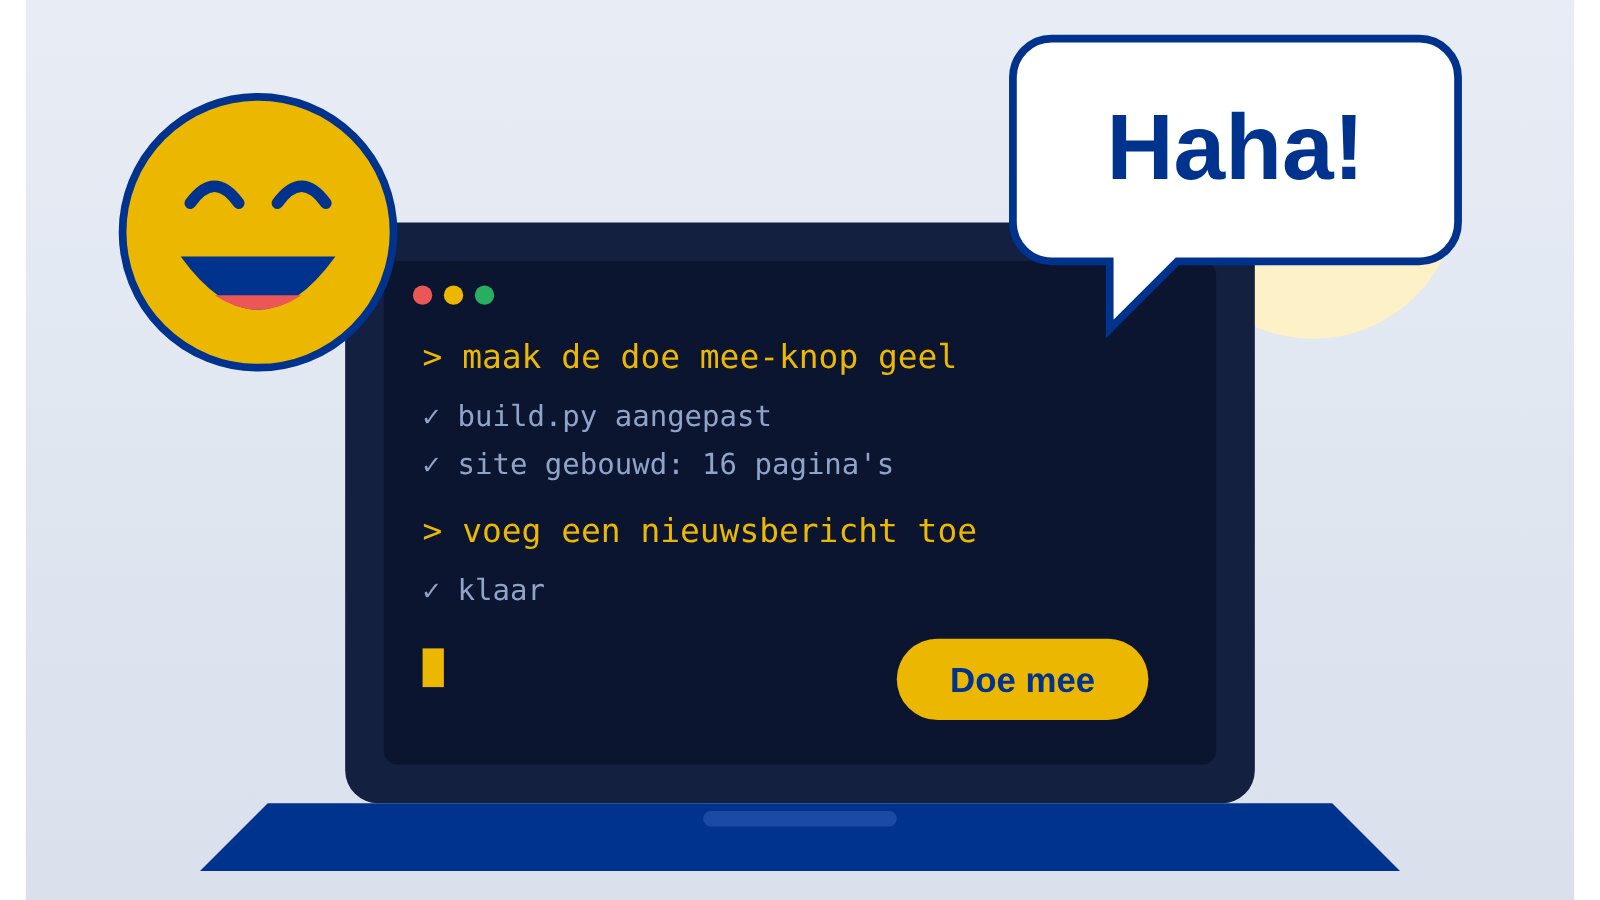 Haha!
> maak de doe mee-knop geel
✓ build.py aangepast
✓ site gebouwd: 16 pagina's
> voeg een nieuwsbericht toe
✓ klaar
Doe mee